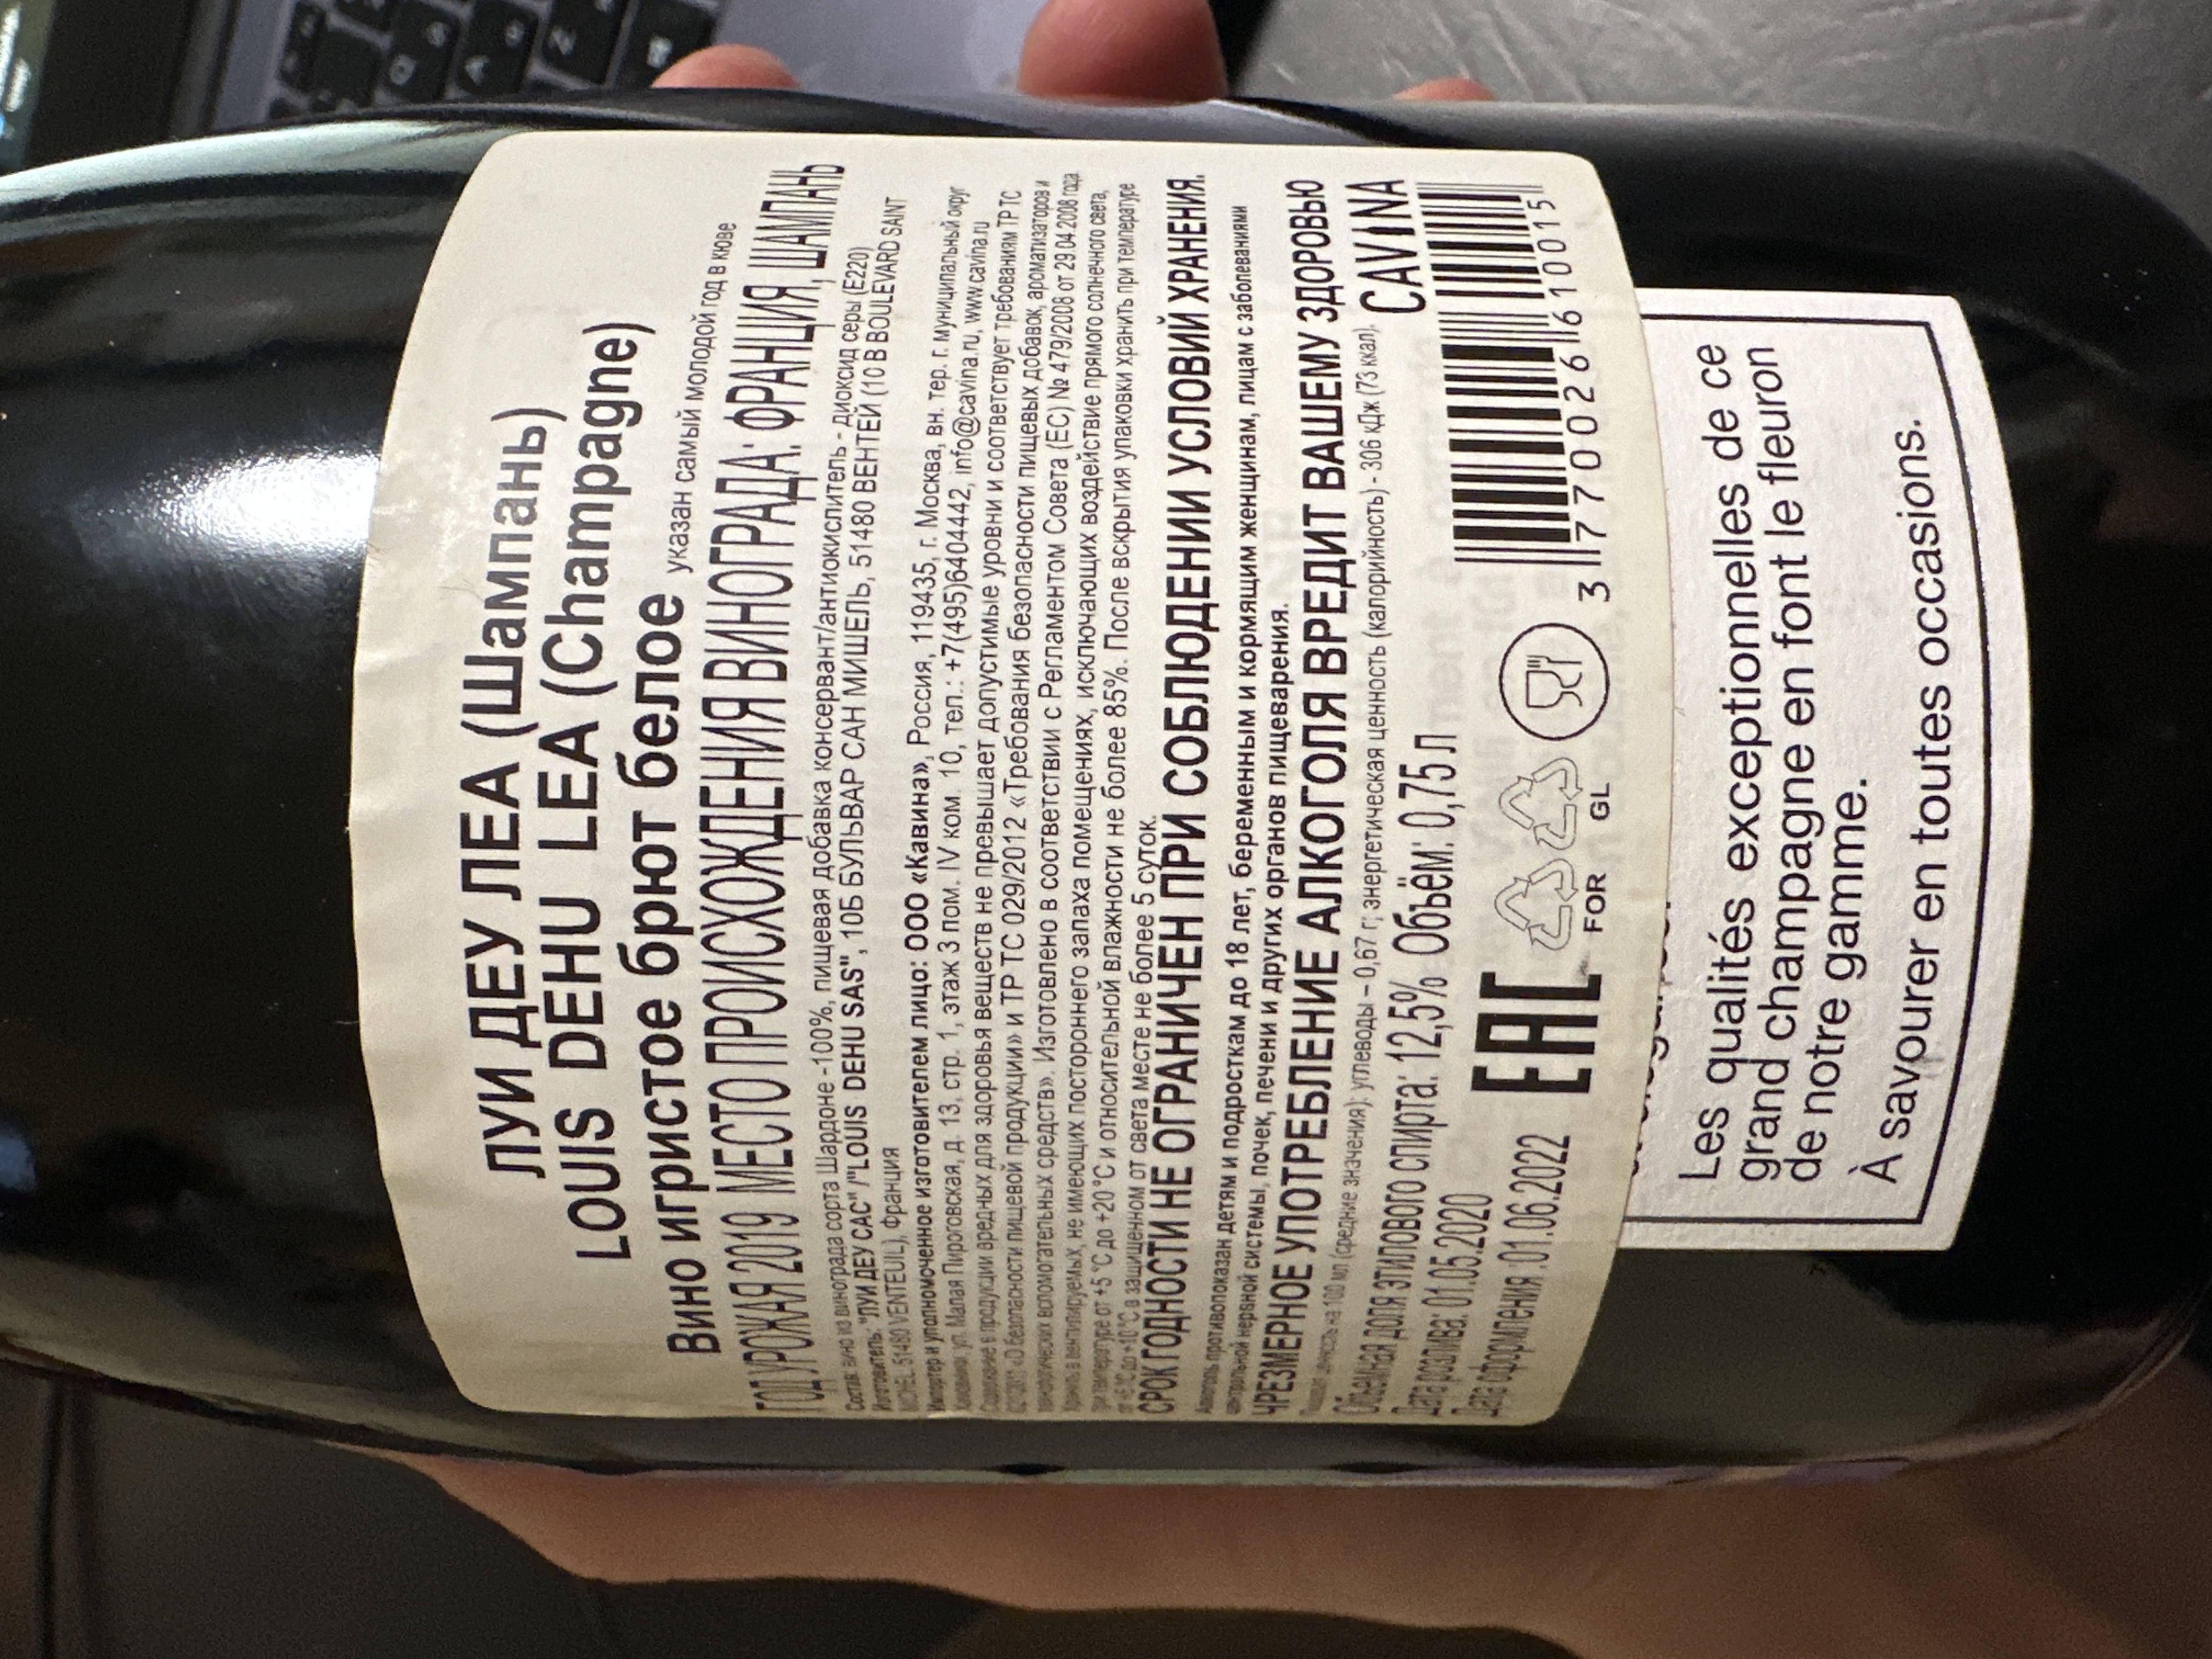 ЛУИ ДЕУ ЛЕА (Шампань)
LOUIS DEHU LEA (Champagne)
Вино игристое брют белое указан самый молодой год в кюве
ГОД УРОЖАЯ 2019 МЕСТО ПРОИСХОЖДЕНИЯ ВИНОГРАДА: ФРАНЦИЯ, ШАМПАНЬ
Состав: вино из винограда сорта Шардоне -100%, пищевая добавка консервант/антиокислитель - диоксид серы (Е220)
Изготовитель: "ЛУИ ДЕУ САС" /"LOUIS DEHU SAS", 10Б БУЛЬВАР САН МИШЕЛЬ, 51480 ВЕНТЕЙ (10 B BOULEVARD SAINT
MICHEL, 51480 VENTEUIL), Франция
Импортер и уполномоченное изготовителем лицо: ООО «Кавина», Россия, 119435, г. Москва, вн. тер. г. муниципальный округ
Хамовники, ул. Малая Пироговская, д. 13, стр. 1, этаж 3 пом. IV ком. 10, тел.: +7(495)6404442, info@cavina.ru, www.cavina.ru
Содержание в продукции вредных для здоровья веществ не превышает допустимые уровни и соответствует требованиям ТР ТС
«О безопасности пищевой продукции» и ТР ТС 029/2012 «Требования безопасности пищевых добавок, ароматизаторов и
технологических вспомогательных средств». Изготовлено в соответствии с Регламентом Совета (ЕС) № 479/2008 от 29.04.2008 года.
Хранить в вентилируемых, не имеющих постороннего запаха помещениях, исключающих воздействие прямого солнечного света,
при температуре от +5 °С до +20 °С и относительной влажности не более 85%. После вскрытия упаковки хранить при температуре
от +5 °С до +10 °С в защищенном от света месте не более 5 суток.
СРОК ГОДНОСТИ НЕ ОГРАНИЧЕН ПРИ СОБЛЮДЕНИИ УСЛОВИЙ ХРАНЕНИЯ.
Алкоголь противопоказан детям и подросткам до 18 лет, беременным и кормящим женщинам, лицам с заболеваниями
центральной нервной системы, почек, печени и других органов пищеварения.
ЧРЕЗМЕРНОЕ УПОТРЕБЛЕНИЕ АЛКОГОЛЯ ВРЕДИТ ВАШЕМУ ЗДОРОВЬЮ
Пищевая ценность на 100 мл (средние значения): углеводы – 0,67 г; энергетическая ценность (калорийность) - 306 кДж (73 ккал).
Объемная доля этилового спирта: 12,5% Объём: 0,75 л
CAVINA
Дата розлива: 01.05.2020
Дата оформления :01.06.2022
EAC
FOR
GL
3 770026 610015
Les qualités exceptionnelles de ce
grand champagne en font le fleuron
de notre gamme.
À savourer en toutes occasions.